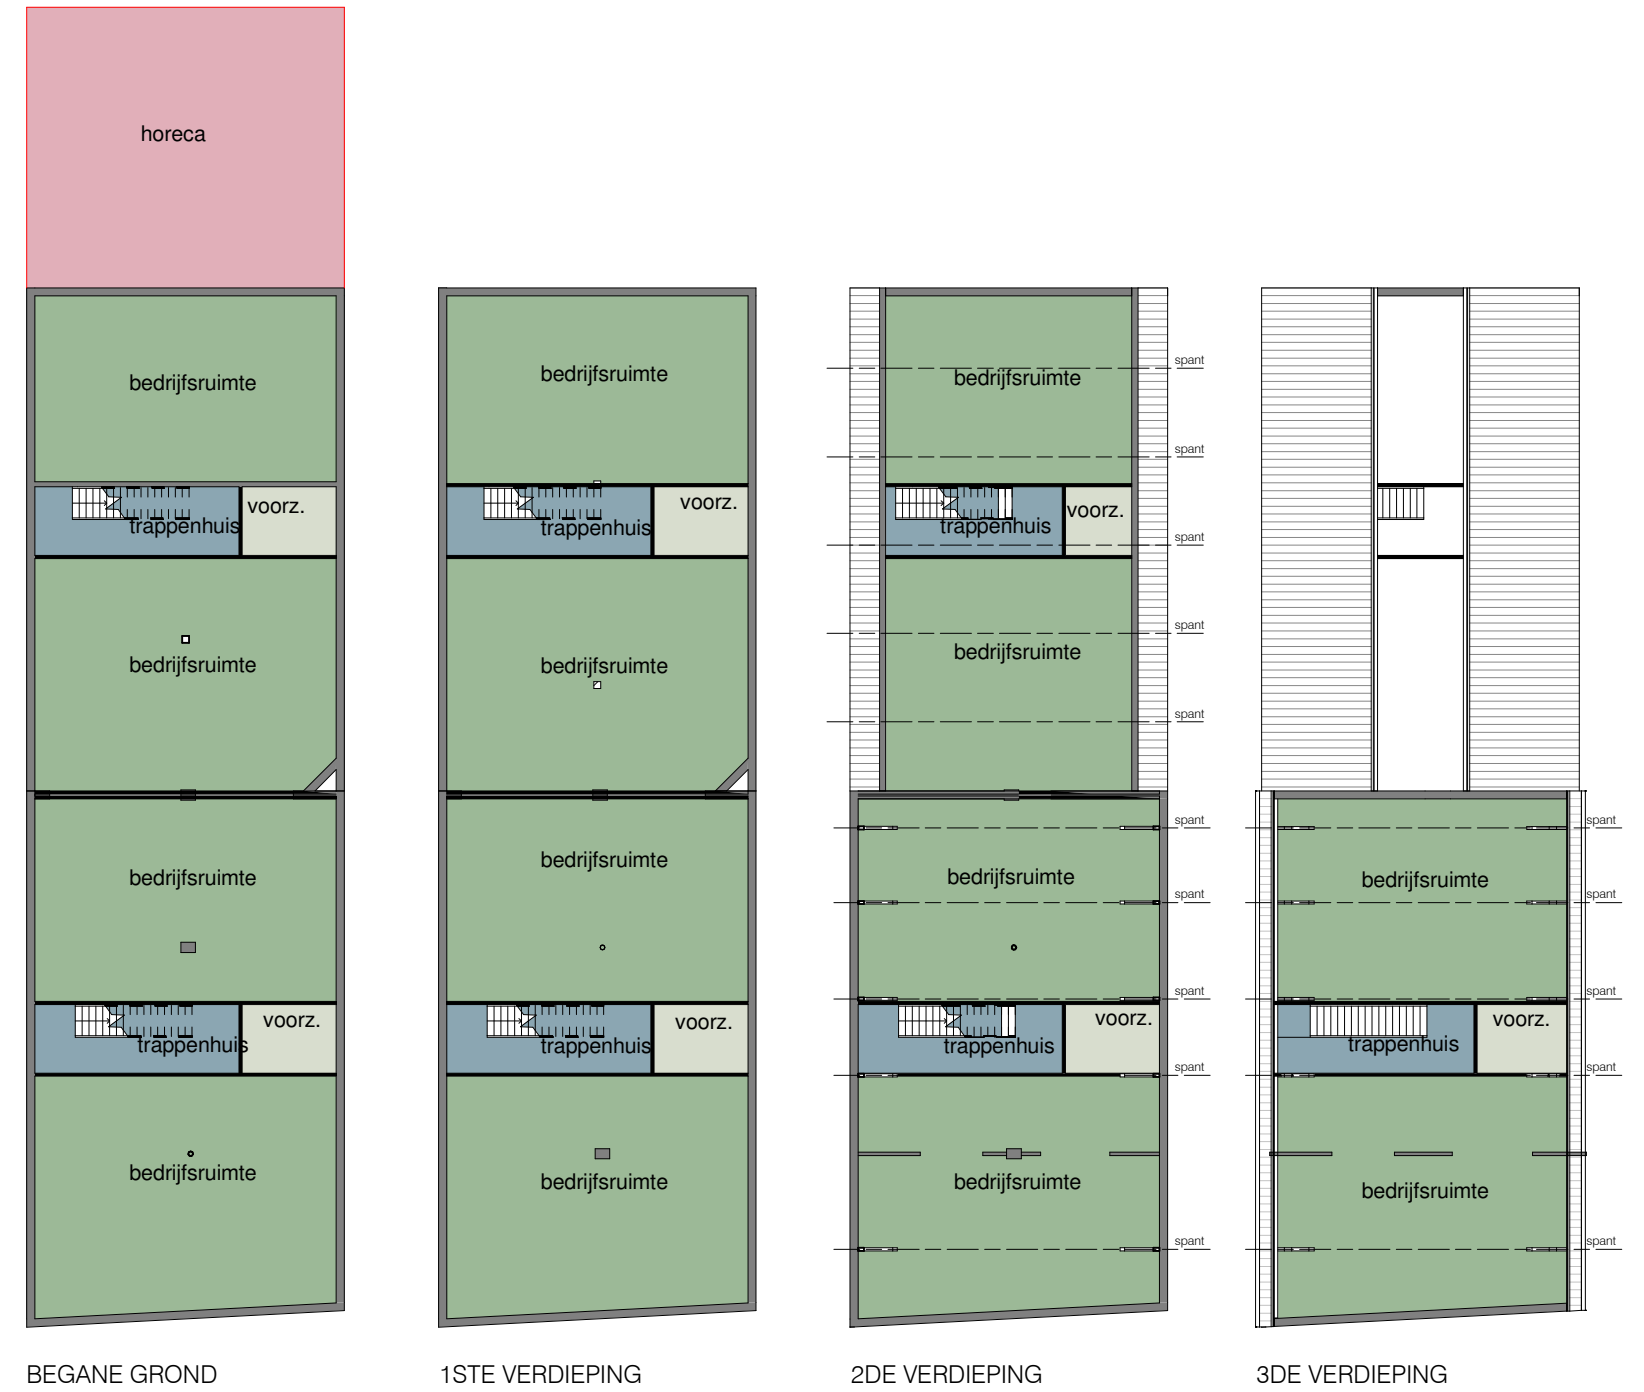 horeca
bedrijfsruimte
voorz.
trappenhuis
bedrijfsruimte
bedrijfsruimte
voorz.
trappenhuis
bedrijfsruimte
BEGANE GROND
bedrijfsruimte
voorz.
trappenhuis
bedrijfsruimte
bedrijfsruimte
voorz.
trappenhuis
bedrijfsruimte
1STE VERDIEPING
spant
bedrijfsruimte
spant
voorz.
trappenhuis
spant
spant
bedrijfsruimte
spant
spant
bedrijfsruimte
spant
spant
voorz.
trappenhuis
spant
bedrijfsruimte
spant
2DE VERDIEPING
spant
bedrijfsruimte
spant
spant
voorz.
trappenhuis
spant
bedrijfsruimte
spant
3DE VERDIEPING